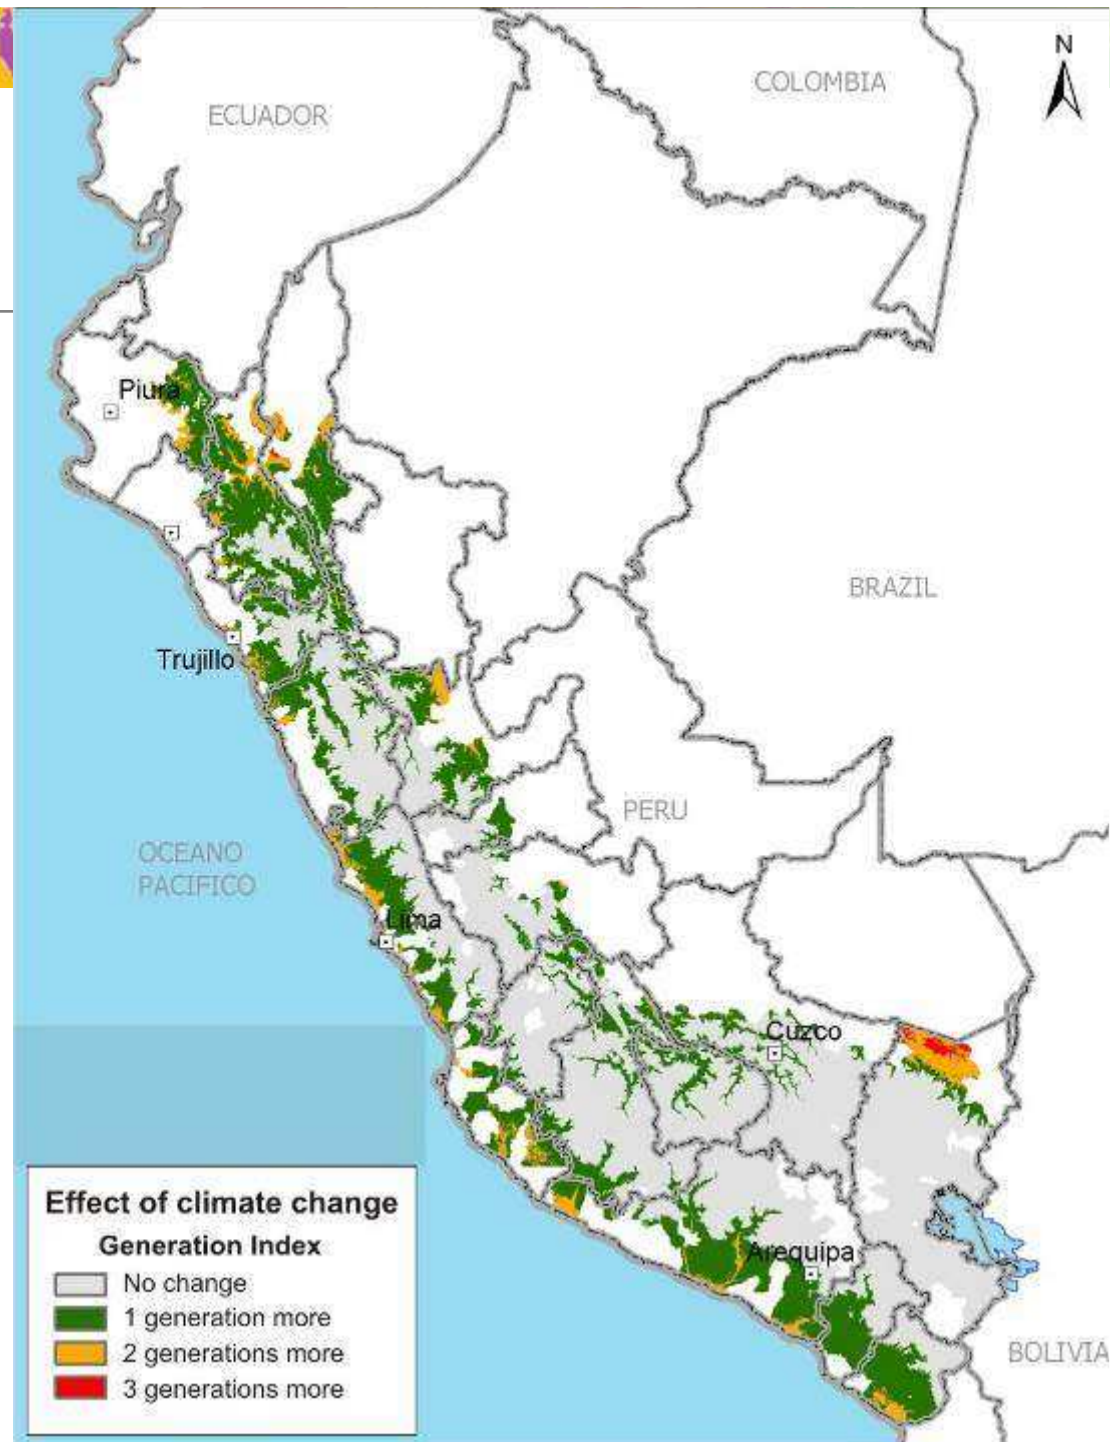 N
COLOMBIA
ECUADOR
Piura
BRAZIL
Trujillo
PERU
OCEANO
PACIFICO
Lima
Cuzco
Effect of climate change
Generation Index
No change
1 generation more
2 generations more
3 generations more
Arequipa
BOLIVIA